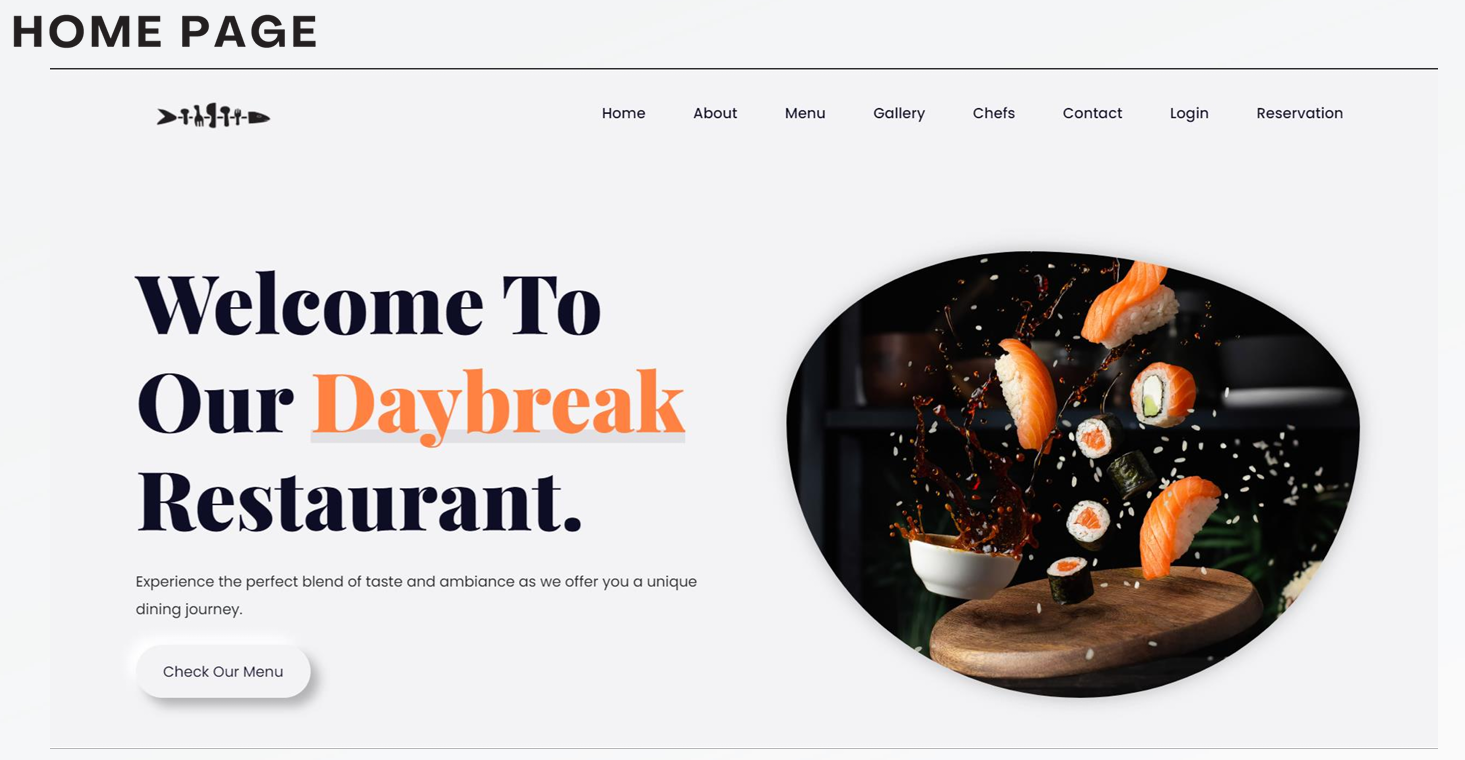 HOME PAGE
Home About Menu Gallery Chefs Contact Login Reservation
Welcome To
Our Daybreak
Restaurant.
Experience the perfect blend of taste and ambiance as we offer you a unique
dining journey.
Check Our Menu